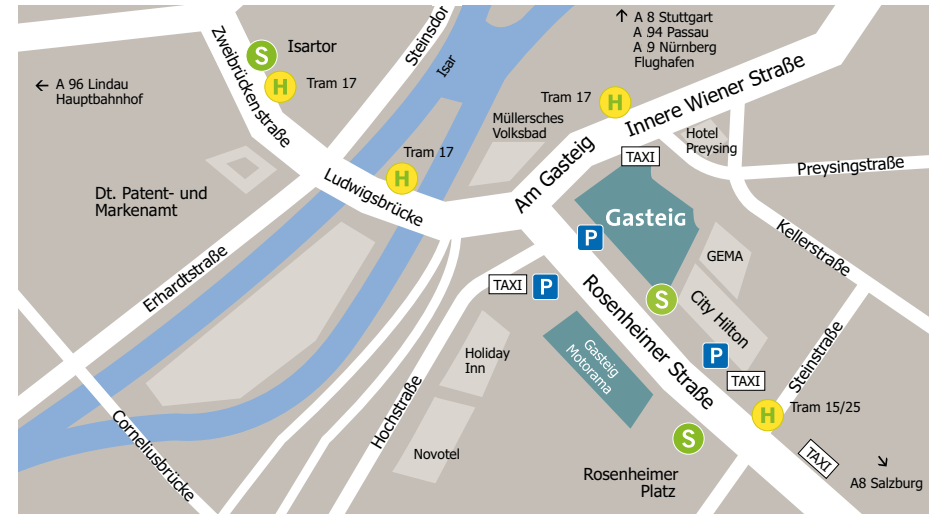 ↑ A 8 Stuttgart
A 94 Passau
A 9 Nürnberg
Flughafen
Steinsdor
Zweibrückenstraße
S
Isartor
Isar
Innere Wiener Straße
← A 96 Lindau
Hauptbahnhof
H
Tram 17
Tram 17
H
Müllersches
Volksbad
Hotel
Preysing
Tram 17
H
TAXI
Preysingstraße
Dt. Patent- und
Markenamt
Ludwigsbrücke
Am Gasteig
Gasteig
P
Kellerstraße
Erhardtstraße
GEMA
TAXI
P
S
Rosenheimer Straße
City Hilton
Gasteig
Motorama
Holiday
Inn
P
TAXI
Steinstraße
Hochstraße
H
Tram 15/25
Corneliusbrücke
Novotel
S
Rosenheimer
Platz
TAXI
↘
A8 Salzburg